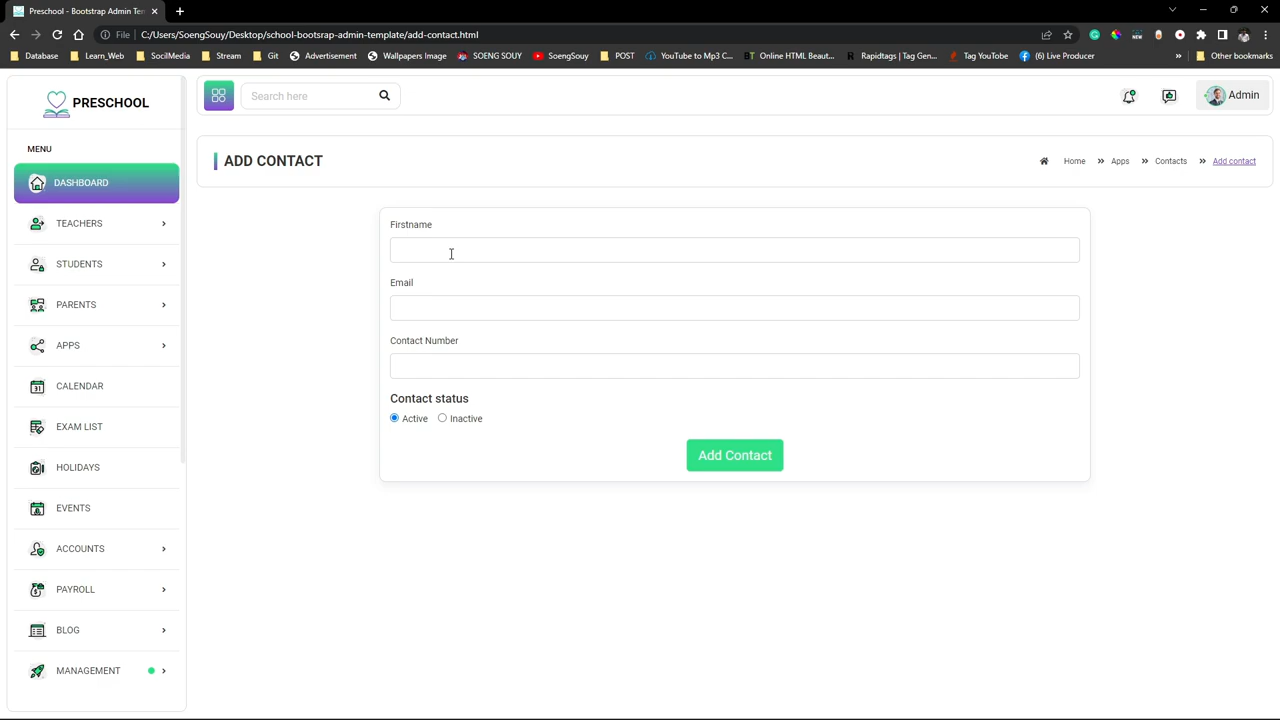 Preschool - Bootstrap Admin Tem
File
C:/Users/SoengSouy/Desktop/school-bootsrap-admin-template/add-contact.html
Database
Learn_Web
SocilMedia
Stream
Git
Advertisement
Wallpapers Image
SOENG SOUY
SoengSouy
POST
YouTube to Mp3 C...
Online HTML Beaut...
Rapidtags | Tag Gen...
Tag YouTube
(6) Live Producer
»
Other bookmarks
PRESCHOOL
Search here
Admin
MENU
ADD CONTACT
Home
Apps
Contacts
Add contact
DASHBOARD
TEACHERS
STUDENTS
PARENTS
APPS
CALENDAR
EXAM LIST
HOLIDAYS
EVENTS
ACCOUNTS
PAYROLL
BLOG
MANAGEMENT
Firstname
Email
Contact Number
Contact status
Active
Inactive
Add Contact